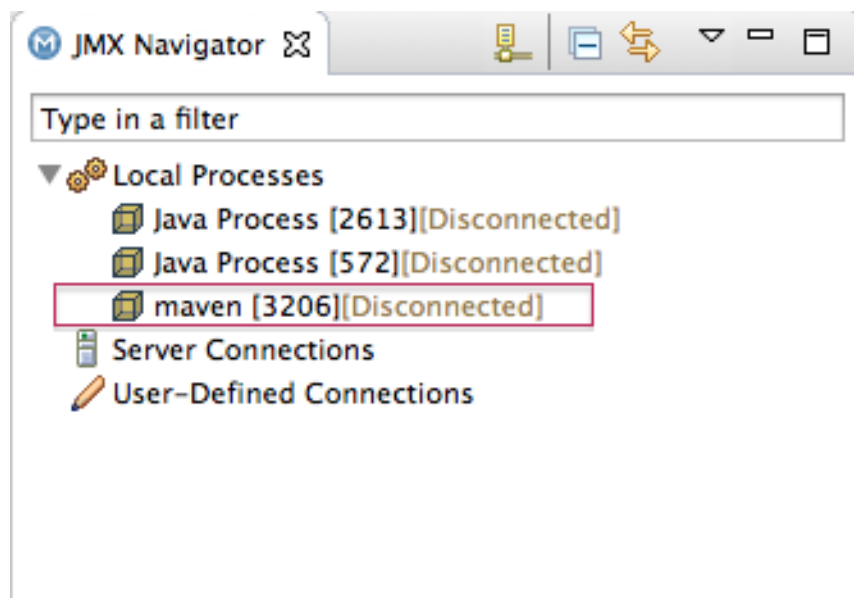 JMX Navigator
Type in a filter
Local Processes
Java Process [2613][Disconnected]
Java Process [572][Disconnected]
maven [3206][Disconnected]
Server Connections
User-Defined Connections